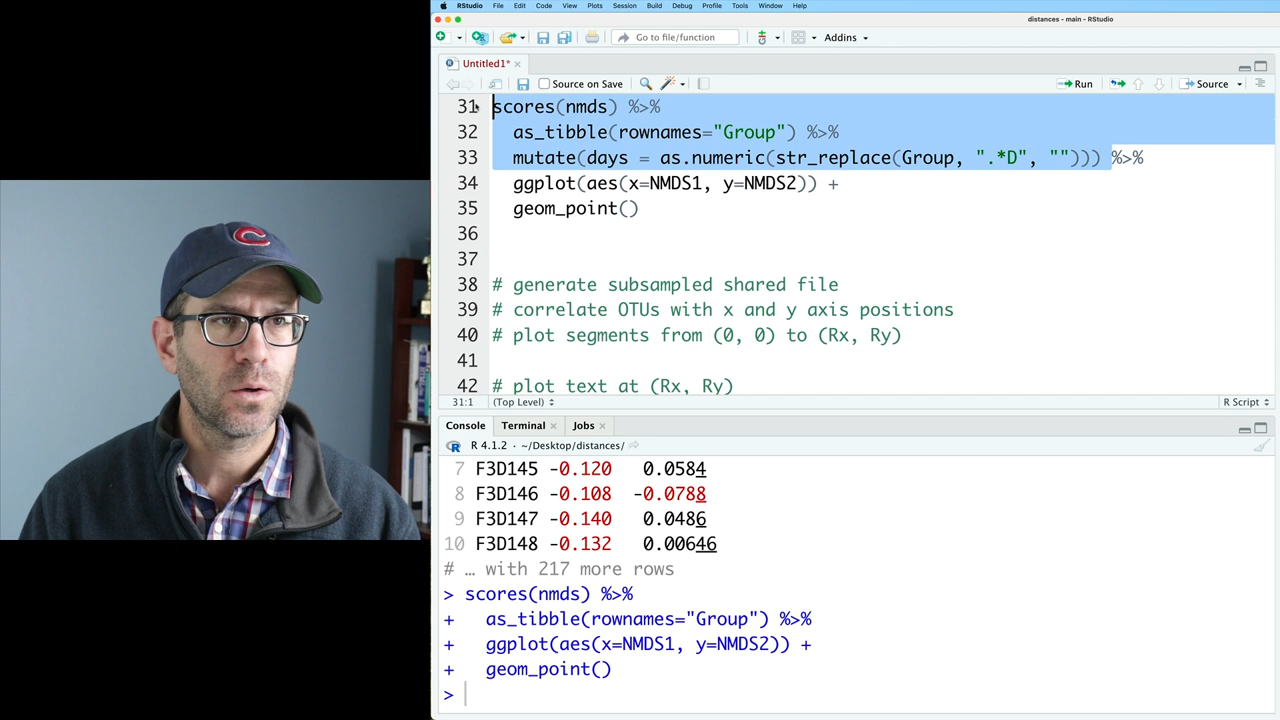 RStudio File Edit Code View Plots Session Build Debug Profile Tools Window Help
distances - main - RStudio
Go to file/function Addins
Untitled1*
Source on Save Run Source
31 scores(nmds) %>%
32 as_tibble(rownames="Group") %>%
33 mutate(days = as.numeric(str_replace(Group, ".*D", ""))) %>%
34 ggplot(aes(x=NMDS1, y=NMDS2)) +
35 geom_point()
36
37
38 # generate subsampled shared file
39 # correlate OTUs with x and y axis positions
40 # plot segments from (0, 0) to (Rx, Ry)
41
42 # plot text at (Rx, Ry)
31:1 (Top Level) R Script
Console Terminal Jobs
R 4.1.2 · ~/Desktop/distances/
7 F3D145 -0.120 0.0584
8 F3D146 -0.108 -0.0788
9 F3D147 -0.140 0.0486
10 F3D148 -0.132 0.00646
# … with 217 more rows
> scores(nmds) %>%
+ as_tibble(rownames="Group") %>%
+ ggplot(aes(x=NMDS1, y=NMDS2)) +
+ geom_point()
>
C